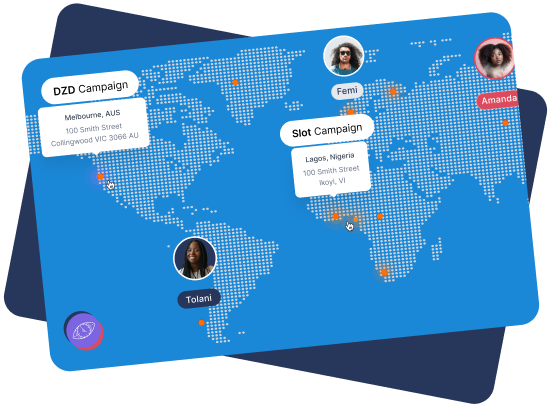 DZD Campaign
Melbourne, AUS
100 Smith Street
Collingwood VIC 3066 AU
Femi
Amanda
Slot Campaign
Lagos, Nigeria
100 Smith Street
Ikoyi, VI
Tolani